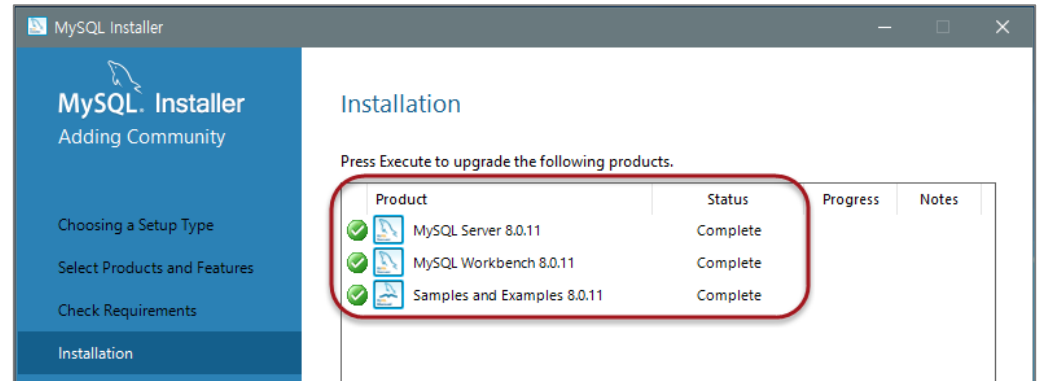 MySQL Installer
MySQL. Installer
Adding Community
Choosing a Setup Type
Select Products and Features
Check Requirements
Installation
Installation
Press Execute to upgrade the following products.
Product Status Progress Notes
MySQL Server 8.0.11 Complete
MySQL Workbench 8.0.11 Complete
Samples and Examples 8.0.11 Complete